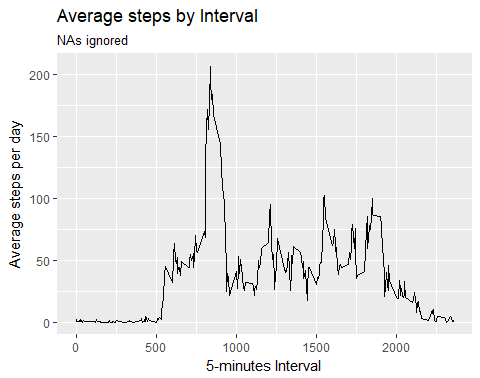 Average steps by Interval
NAs ignored
Average steps per day
200
150
100
50
0
0 500 1000 1500 2000
5-minutes Interval